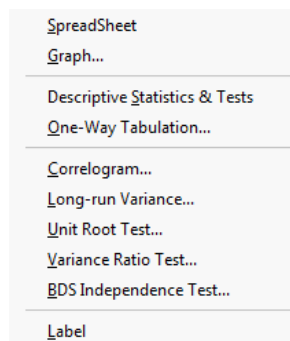 SpreadSheet
Graph...
Descriptive Statistics & Tests
One-Way Tabulation...
Correlogram...
Long-run Variance...
Unit Root Test...
Variance Ratio Test...
BDS Independence Test...
Label